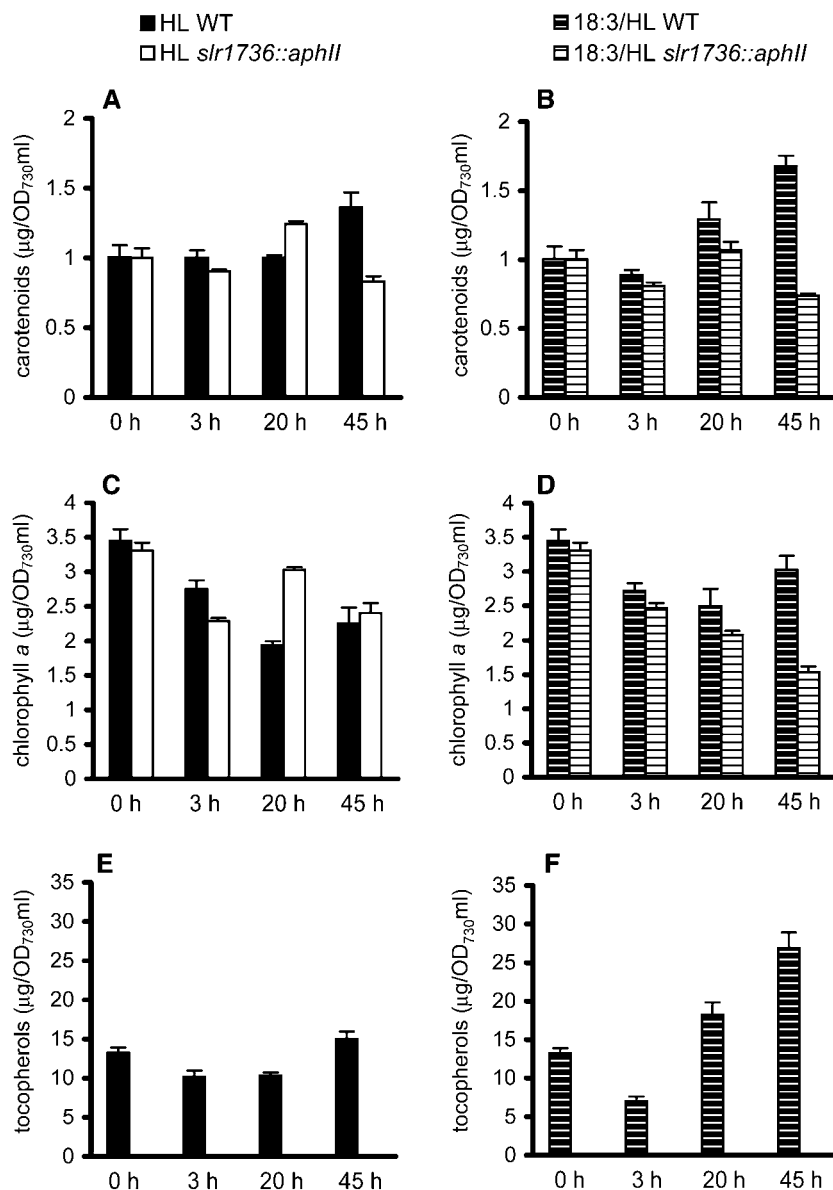 HL WT
HL slr1736::aphII
18:3/HL WT
18:3/HL slr1736::aphII
A
carotenoids (µg/OD730ml)
2
1.5
1
0.5
0
0 h 3 h 20 h 45 h
B
carotenoids (µg/OD730ml)
2
1.5
1
0.5
0
0 h 3 h 20 h 45 h
C
chlorophyll a (µg/OD730ml)
4
3.5
3
2.5
2
1.5
1
0.5
0
0 h 3 h 20 h 45 h
D
chlorophyll a (µg/OD730ml)
4
3.5
3
2.5
2
1.5
1
0.5
0
0 h 3 h 20 h 45 h
E
tocopherols (µg/OD730ml)
35
30
25
20
15
10
5
0
0 h 3 h 20 h 45 h
F
tocopherols (µg/OD730ml)
35
30
25
20
15
10
5
0
0 h 3 h 20 h 45 h